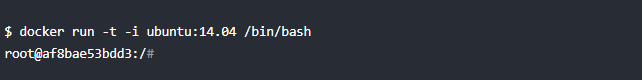 $ docker run -t -i ubuntu:14.04 /bin/bash
root@af8bae53bdd3:/#